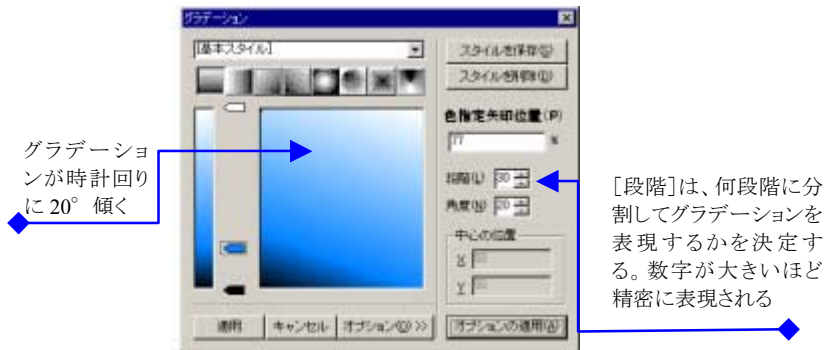 グラデーション
[基本スタイル]
スタイルを保存(S)
スタイルを削除(D)
色指定矢印位置(P)
77 %
段階(L) 30
角度(N) 20
中心の位置
X
Y
適用
キャンセル
オプション(O) >>
オプションの適用(A)
グラデーショ
ンが時計回り
に 20° 傾く
[段階]は、何段階に分
割してグラデーションを
表現するかを決定す
る。数字が大きいほど
精密に表現される